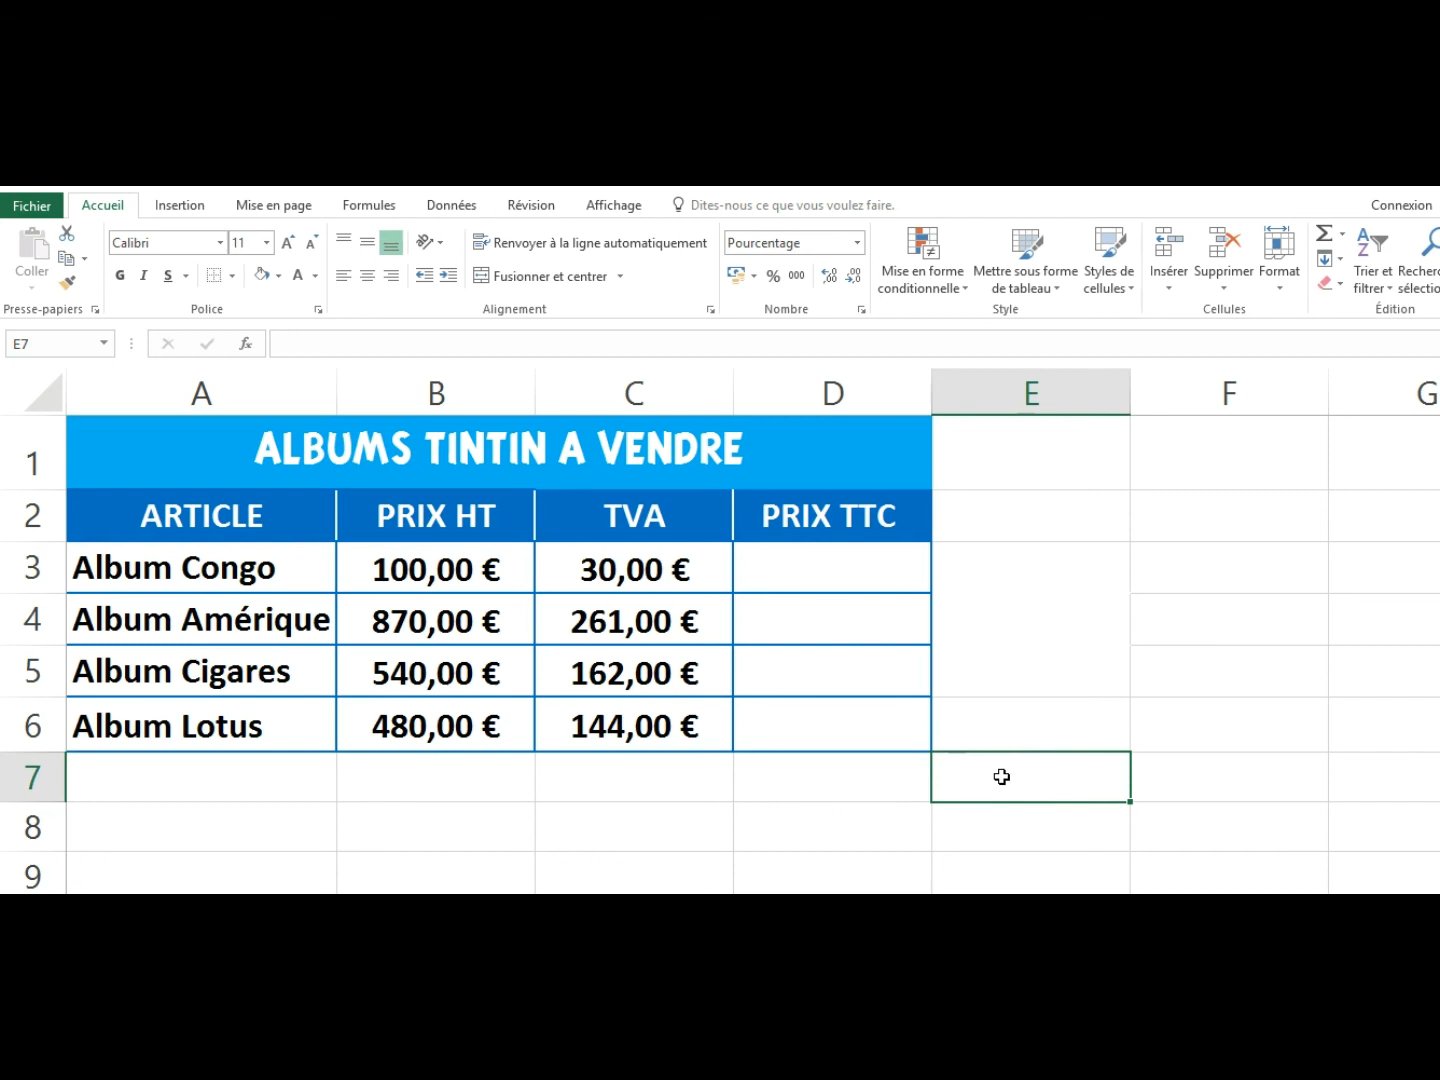 Fichier Accueil Insertion Mise en page Formules Données Révision Affichage Dites-nous ce que vous voulez faire. Connexion
Coller
Presse-papiers
Calibri 11
G I S
Police
Renvoyer à la ligne automatiquement
Fusionner et centrer
Alignement
Pourcentage
% 000
Nombre
Mise en forme conditionnelle
Mettre sous forme de tableau
Styles de cellules
Style
Insérer Supprimer Format
Cellules
Trier et filtrer
Édition
E7 fx
A B C D E F G
1 ALBUMS TINTIN A VENDRE
2 ARTICLE PRIX HT TVA PRIX TTC
3 Album Congo 100,00 € 30,00 €
4 Album Amérique 870,00 € 261,00 €
5 Album Cigares 540,00 € 162,00 €
6 Album Lotus 480,00 € 144,00 €
7
8
9